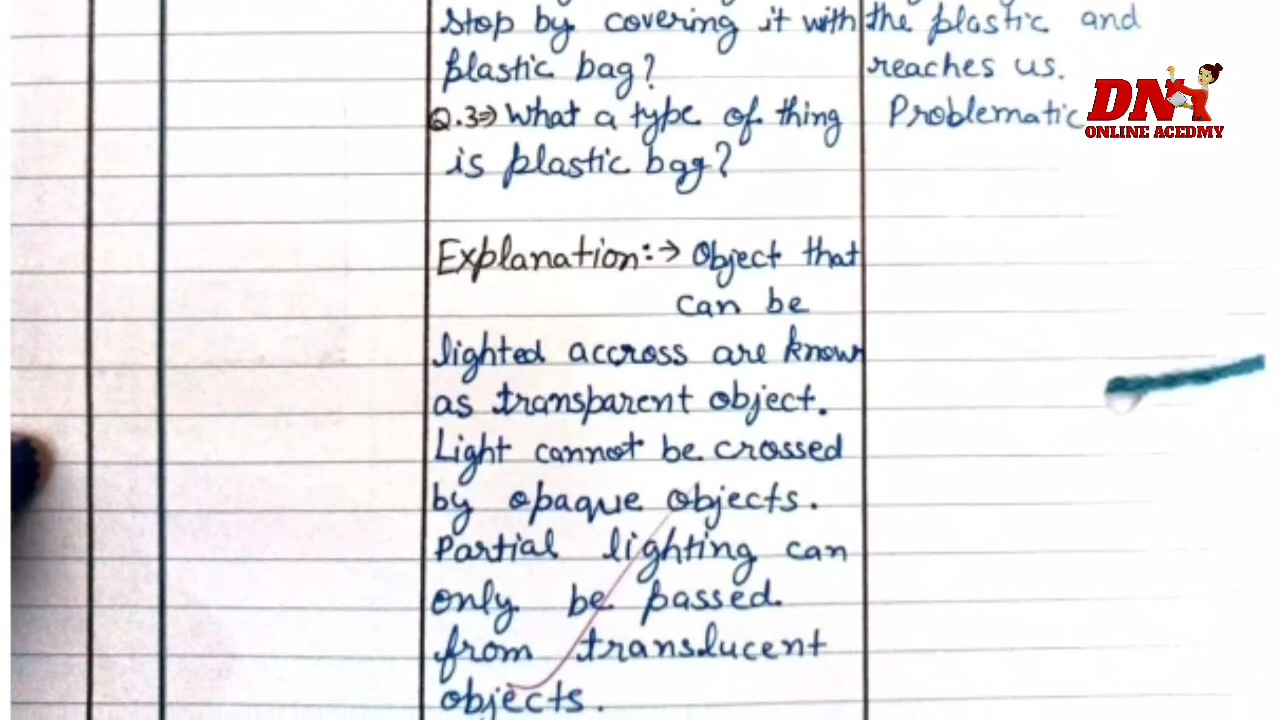 stop by covering it with
plastic bag?
Q.3⇒ What a type of thing
is plastic bag?
Explanation:→ Object that
can be
lighted accross are known
as transparent object.
Light cannot be crossed
by opaque objects.
Partial lighting can
only be passed
from translucent
objects.
the plastic and
reaches us.
Problematic
DNA
ONLINE ACEDMY